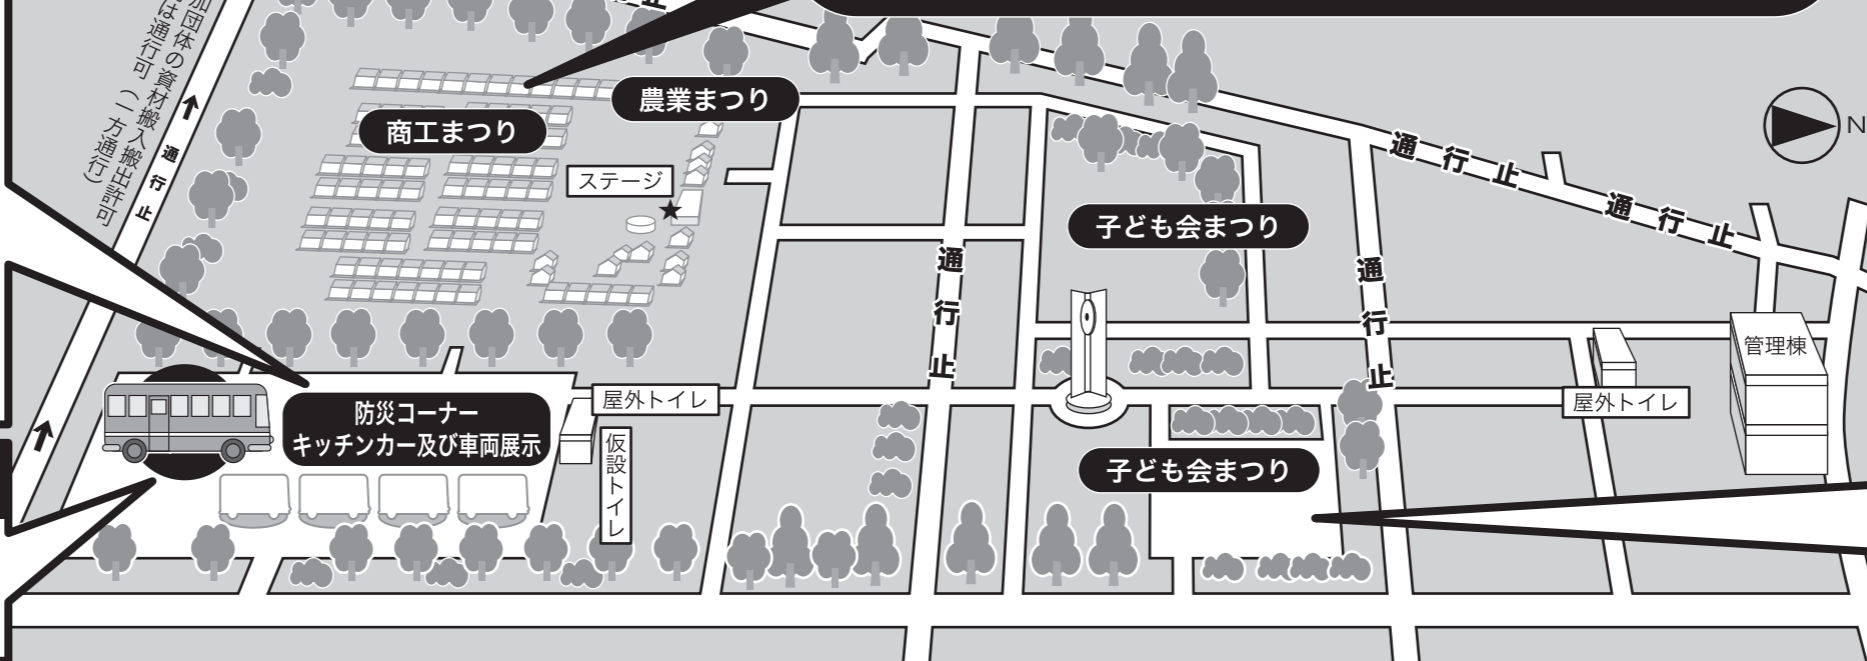 加団体の資材搬入搬出許可
は通行可（一方通行）
通行止
止
農業まつり
商工まつり
ステージ
子ども会まつり
通行止
通行止
通行止
通行止
N
管理棟
屋外トイレ
屋外トイレ
防災コーナー
キッチンカー及び車両展示
仮設トイレ
子ども会まつり